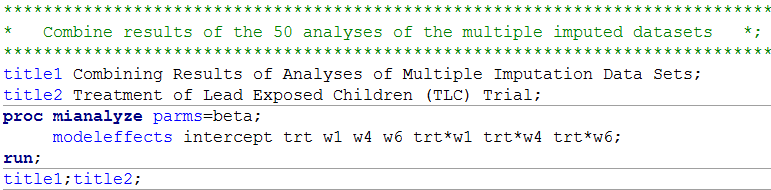 ******************************************************************************
*   Combine results of the 50 analyses of the multiple imputed datasets   *;
******************************************************************************
title1 Combining Results of Analyses of Multiple Imputation Data Sets;
title2 Treatment of Lead Exposed Children (TLC) Trial;
proc mianalyze parms=beta;
     modeleffects intercept trt w1 w4 w6 trt*w1 trt*w4 trt*w6;
run;
title1;title2;